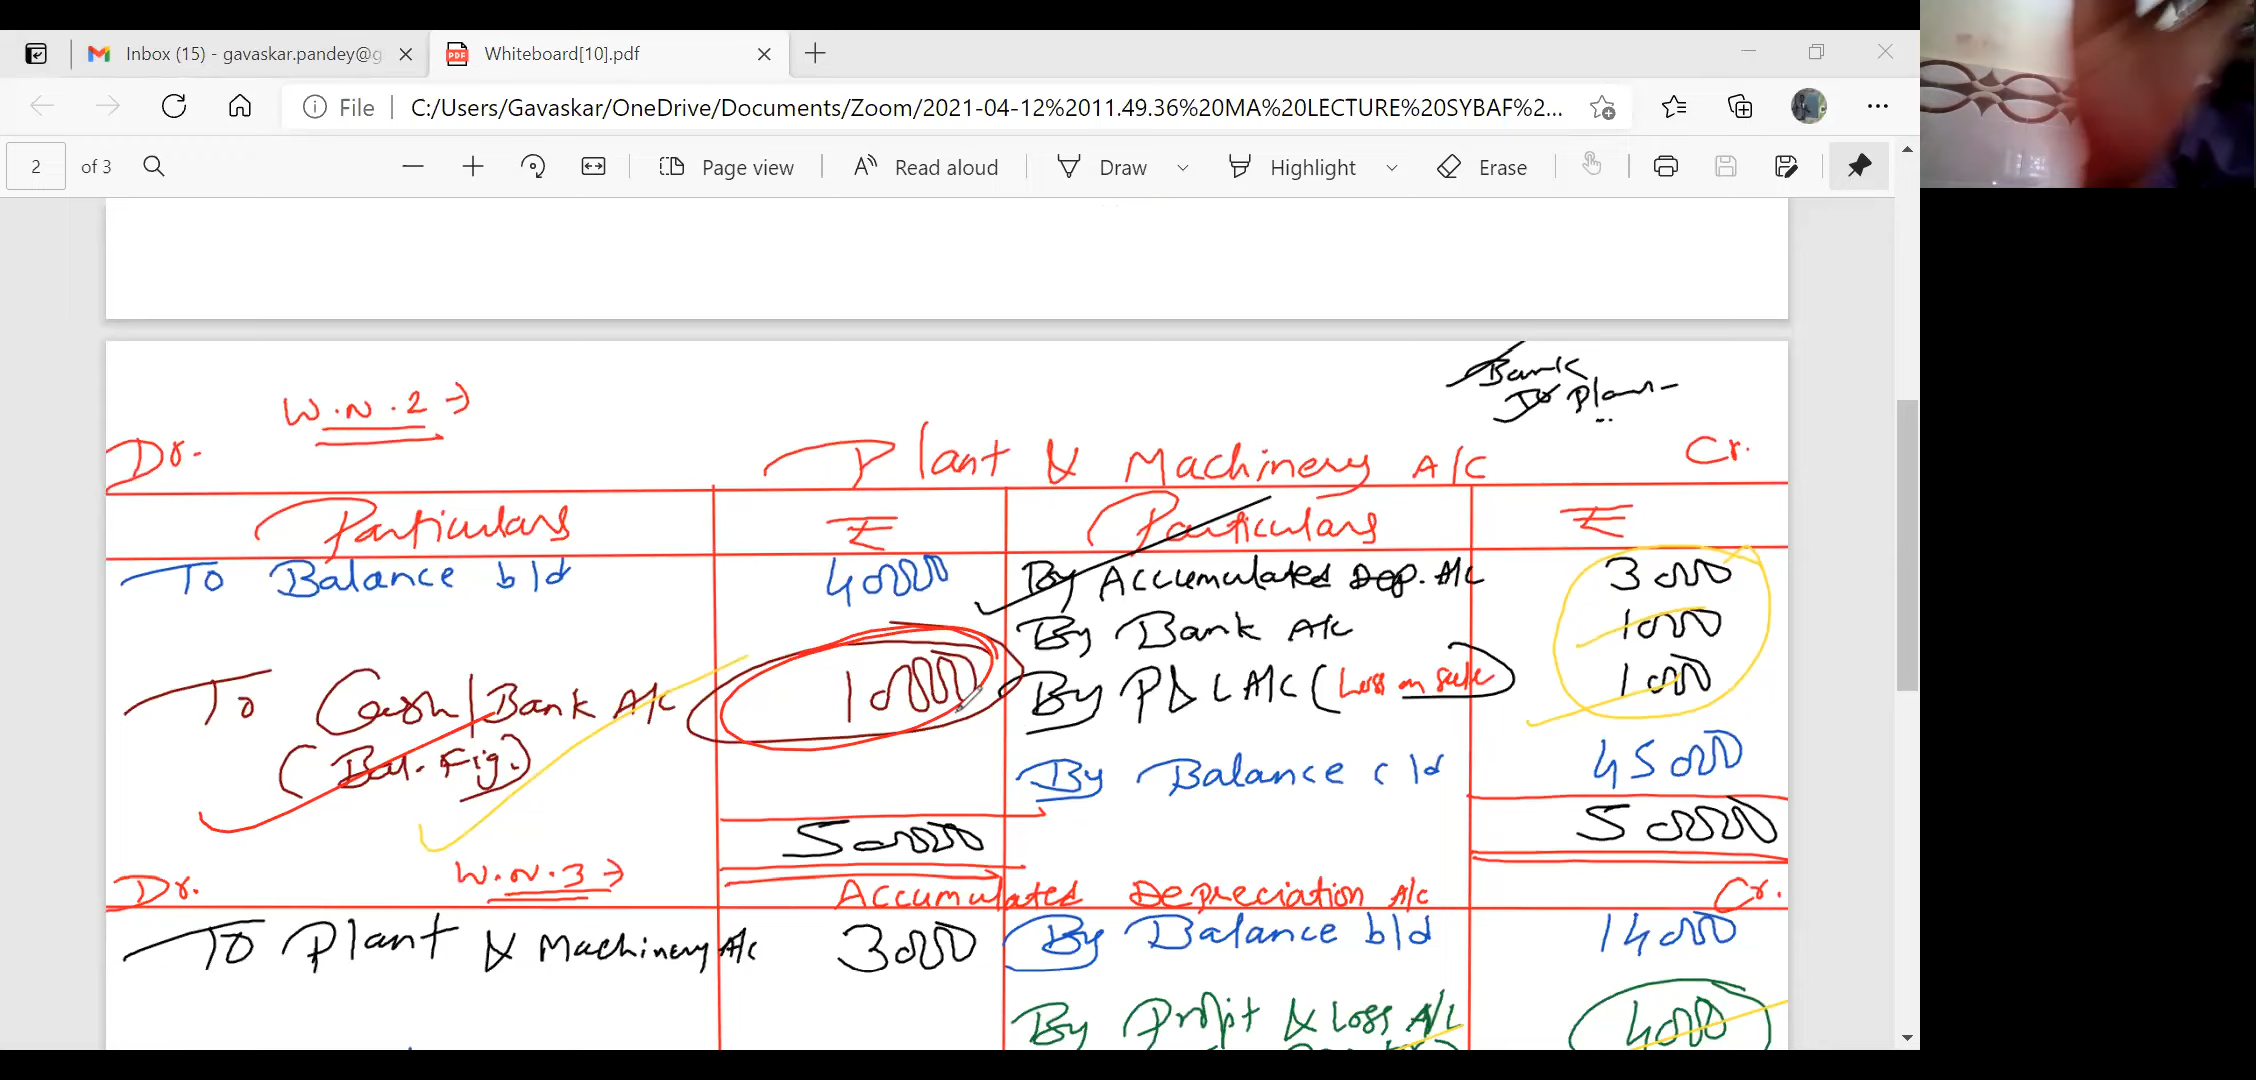 Inbox (15) - gavaskar.pandey@g
Whiteboard[10].pdf
File C:/Users/Gavaskar/OneDrive/Documents/Zoom/2021-04-12%2011.49.36%20MA%20LECTURE%20SYBAF%2...
2 of 3 Page view Read aloud Draw Highlight Erase
Bank
Dr Plant
W.N.2 →
Dr. Plant & Machinery A/C Cr.
Particulars ₹ Particulars ₹
To Balance b/d 40000 By Accumulated Dep. A/c 3000
By Bank A/c 1000
To Cash/Bank A/c 10000 By P&L A/C (Loss on sale) 1000
(Bal. Fig.)
By Balance c/d 45000
50000 50000
W.N.3 →
Dr. Accumulated Depreciation A/c Cr.
To Plant & Machinery A/c 3000 By Balance b/d 14000
By Profit & Loss A/c 4000